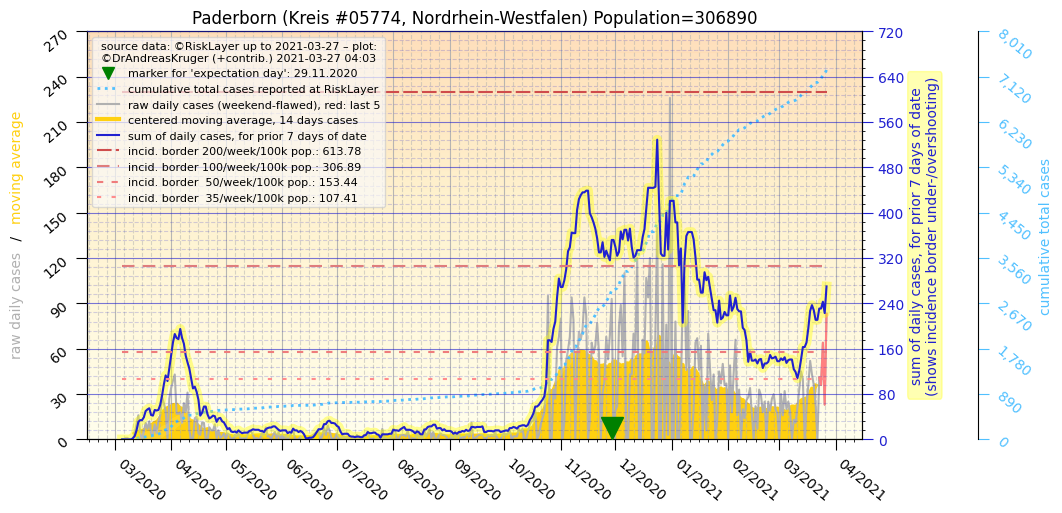 Paderborn (Kreis #05774, Nordrhein-Westfalen) Population=306890
source data: ©RiskLayer up to 2021-03-27 – plot:
©DrAndreasKruger (+contrib.) 2021-03-27 04:03
marker for 'expectation day': 29.11.2020
cumulative total cases reported at RiskLayer
raw daily cases (weekend-flawed), red: last 5
centered moving average, 14 days cases
sum of daily cases, for prior 7 days of date
incid. border 200/week/100k pop.: 613.78
incid. border 100/week/100k pop.: 306.89
incid. border  50/week/100k pop.: 153.44
incid. border  35/week/100k pop.: 107.41
raw daily cases / moving average
270
240
210
180
150
120
90
60
30
0
03/2020
04/2020
05/2020
06/2020
07/2020
08/2020
09/2020
10/2020
11/2020
12/2020
01/2021
02/2021
03/2021
04/2021
720
640
560
480
400
320
240
160
80
0
sum of daily cases, for prior 7 days of date
(shows incidence border under-/overshooting)
8,010
7,120
6,230
5,340
4,450
3,560
2,670
1,780
890
0
cumulative total cases